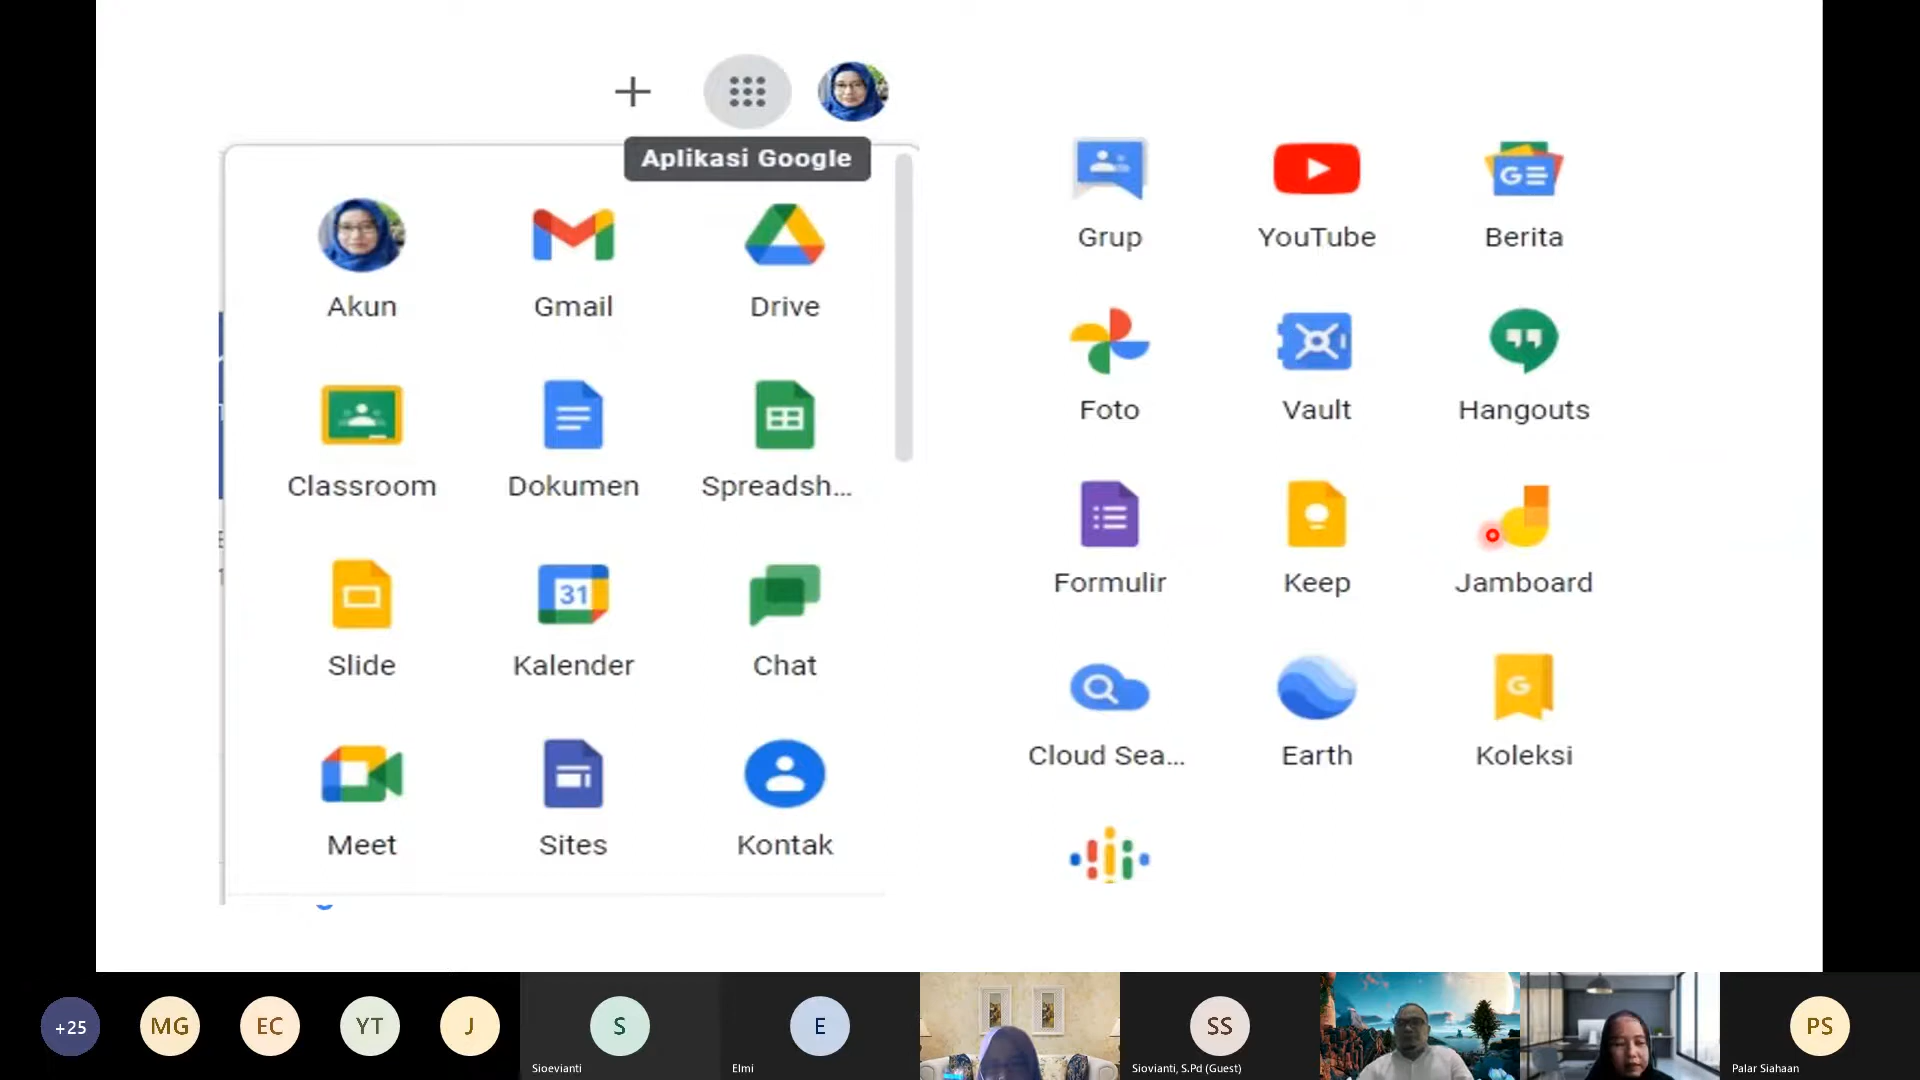 Aplikasi Google
Akun
Gmail
Drive
Classroom
Dokumen
Spreadsh...
Slide
31
Kalender
Chat
Meet
Sites
Kontak
Grup
YouTube
GE
Berita
Foto
Vault
Hangouts
Formulir
Keep
Jamboard
Cloud Sea...
Earth
G
Koleksi
+25
MG
EC
YT
J
S
Sioevianti
E
Elmi
SS
Siovianti, S.Pd (Guest)
PS
Palar Siahaan